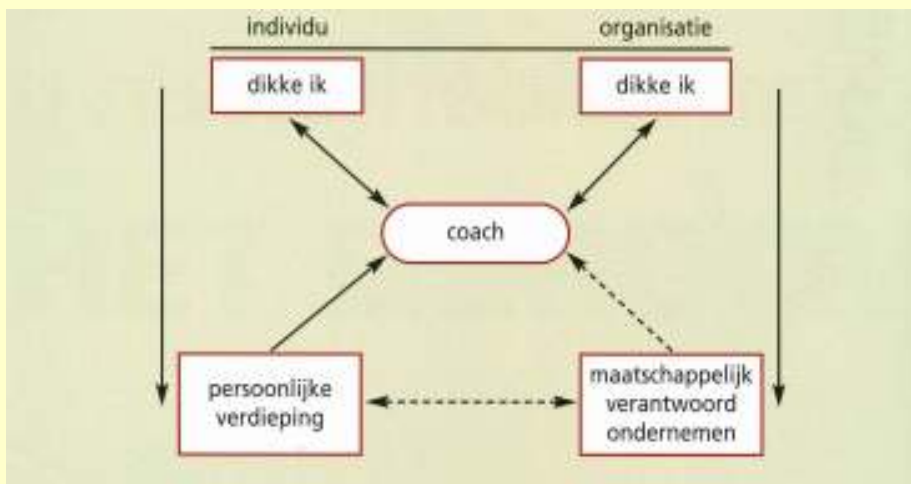 individu
organisatie
dikke ik
dikke ik
coach
persoonlijke
verdieping
maatschappelijk
verantwoord
ondernemen